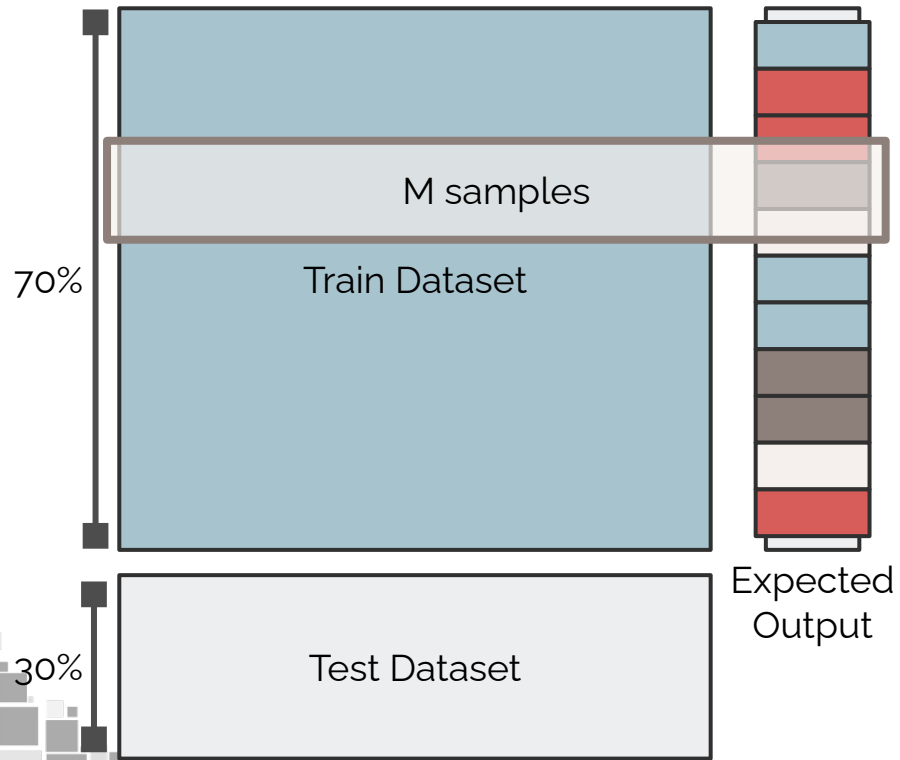 M samples
70%
Train Dataset
Expected
Output
30%
Test Dataset